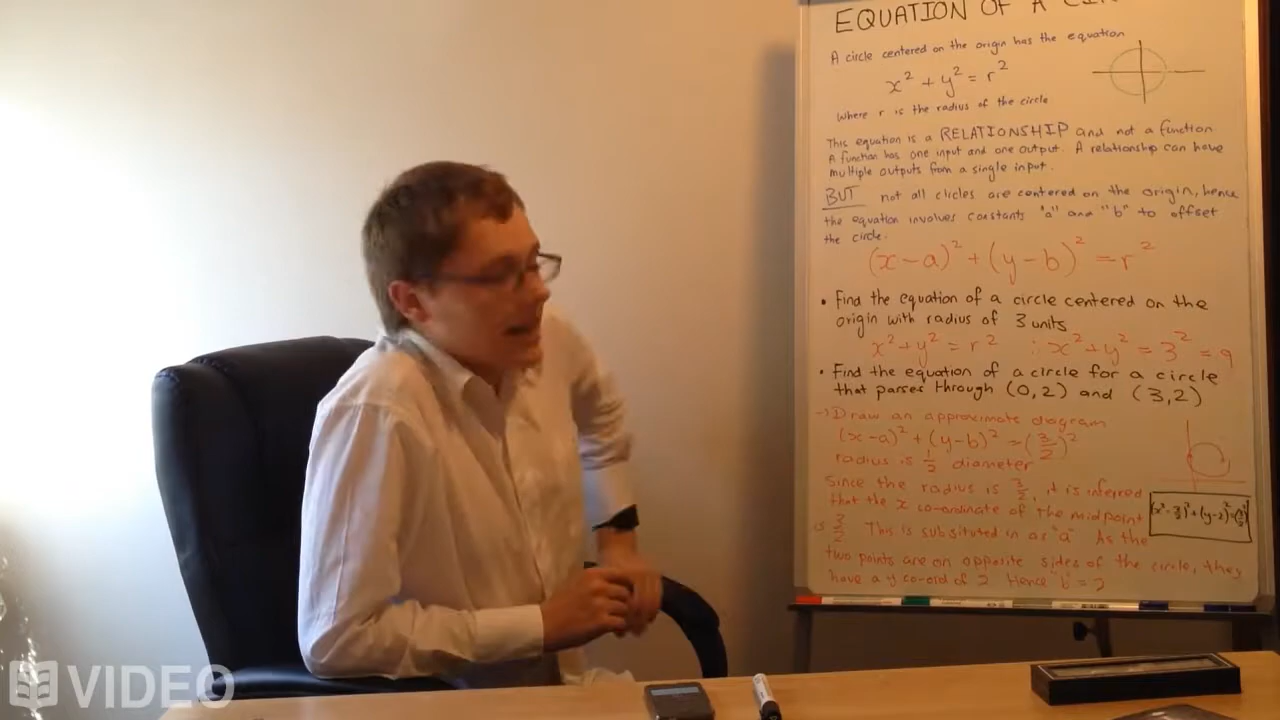 EQUATION OF A CIR
A circle centered on the origin has the equation
x² + y² = r²
where r is the radius of the circle
This equation is a RELATIONSHIP and not a function
A function has one input and one output. A relationship can have
multiple outputs from a single input.
BUT not all circles are centered on the origin, hence
the equation involves constants "a" and "b" to offset
the circle.
(x-a)² + (y-b)² = r²
• Find the equation of a circle centered on the
origin with radius of 3 units
x² + y² = r² ∴ x² + y² = 3² = 9
• Find the equation of a circle for a circle
that parses through (0,2) and (3,2)
→ Draw an approximate diagram
(x-a)² + (y-b)² = (3/2)²
radius is 1/2 diameter
Since the radius is 3/2, it is inferred
that the x co-ordinate of the midpoint
is 3/2 This is substituted in as "a" As the
two points are on opposite sides of the circle, they
have a y co-ord of 2 Hence "b" = 2
VIDEO